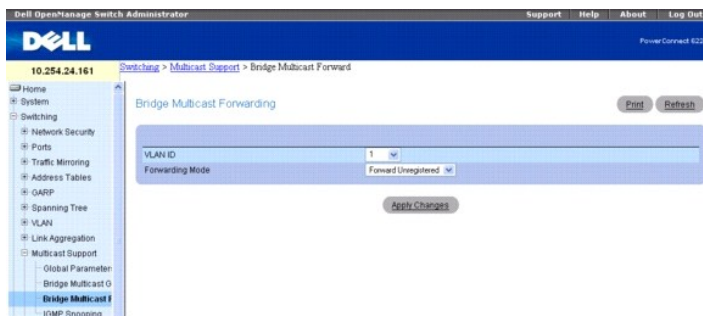 Dell OpenManage Switch Administrator
Support Help About Log Out
DELL
PowerConnect 622
10.254.24.161
Switching > Multicast Support > Bridge Multicast Forward
Home
System
Switching
Network Security
Ports
Traffic Mirroring
Address Tables
GARP
Spanning Tree
VLAN
Link Aggregation
Multicast Support
Global Parameter
Bridge Multicast G
Bridge Multicast F
IGMP Snooping
Bridge Multicast Forwarding
Print Refresh
VLAN ID 1
Forwarding Mode Forward Unregistered
Apply Changes